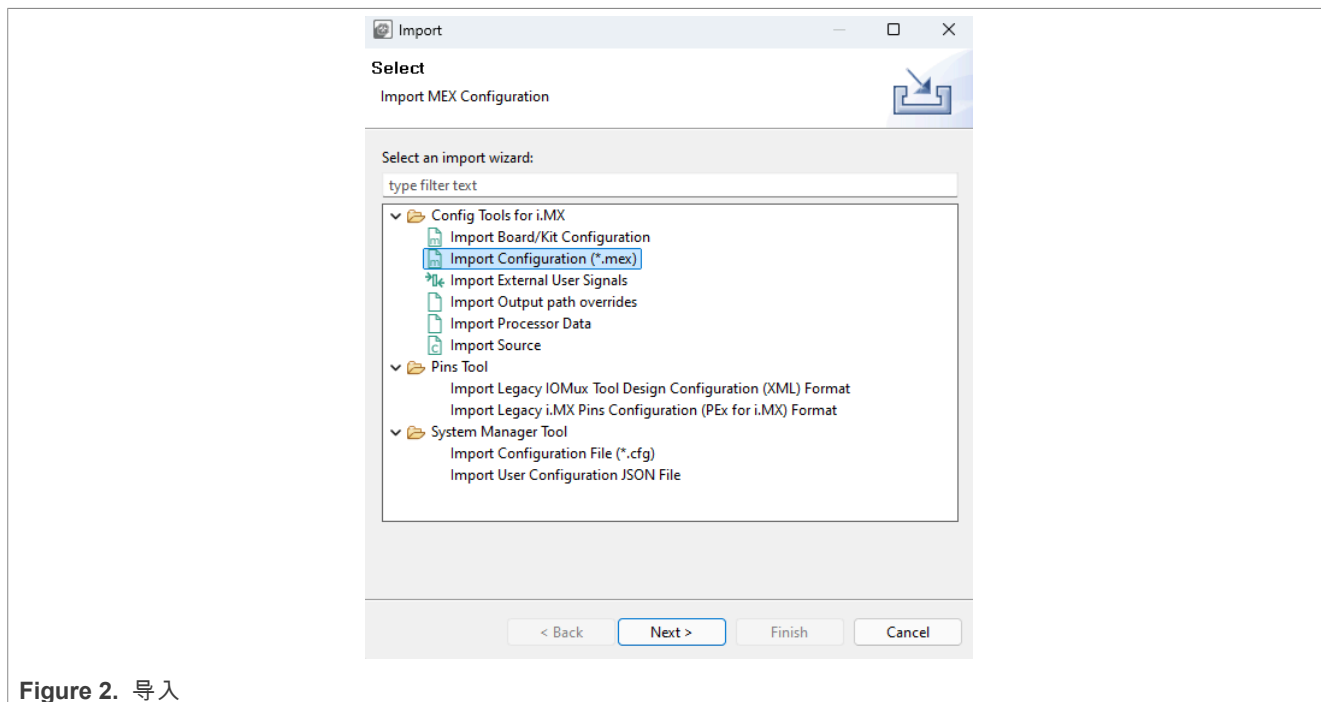 Import
Select
Import MEX Configuration
Select an import wizard:
type filter text
Config Tools for i.MX
Import Board/Kit Configuration
Import Configuration (*.mex)
Import External User Signals
Import Output path overrides
Import Processor Data
Import Source
Pins Tool
Import Legacy IOMux Tool Design Configuration (XML) Format
Import Legacy i.MX Pins Configuration (PEx for i.MX) Format
System Manager Tool
Import Configuration File (*.cfg)
Import User Configuration JSON File
< Back Next > Finish Cancel
Figure 2. 导入